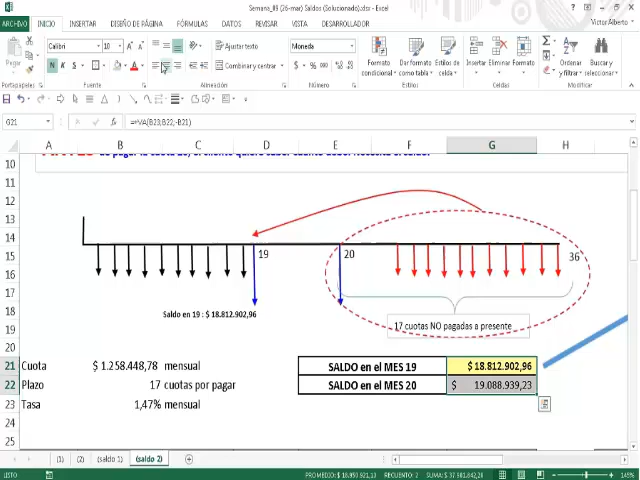 Semana_#9 (26-mar) Saldos (Solucionado).xlsx - Excel
ARCHIVO INICIO INSERTAR DISEÑO DE PÁGINA FÓRMULAS DATOS REVISAR VISTA DESARROLLADOR
Victor Alberto
Calibri 10 Ajustar texto Moneda
Pegar N K S Combinar y centrar $ % 000
Formato condicional Dar formato como tabla Estilos de celda Insertar Eliminar Formato Ordenar y filtrar Buscar y seleccionar
Portapapeles Fuente Alineación Número Estilos Celdas Modificar
G21 =+VA(B23;B22;-B21)
A B C D E F G H
10
11
12
13
14
15 19 20 36
16
17
18 Saldo en 19 : $ 18.812.902,96
19 17 cuotas NO pagadas a presente
20
21 Cuota $ 1.258.448,78 mensual SALDO en el MES 19 $ 18.812.902,96
22 Plazo 17 cuotas por pagar SALDO en el MES 20 $ 19.088.939,23
23 Tasa 1,47% mensual
24
25
(1) (2) (saldo 1) (saldo 2)
LISTO
145%